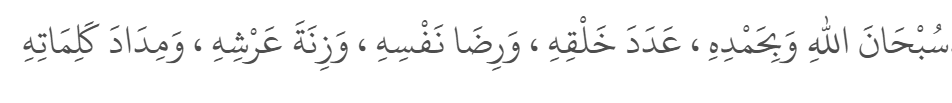 سُبْحَانَ اللهِ وَبِحَمْدِهِ ، عَدَدَ خَلْقِهِ ، وَرِضَا نَفْسِهِ ، وَزِنَةَ عَرْشِهِ ، وَمِدَادَ كَلِمَاتِهِ